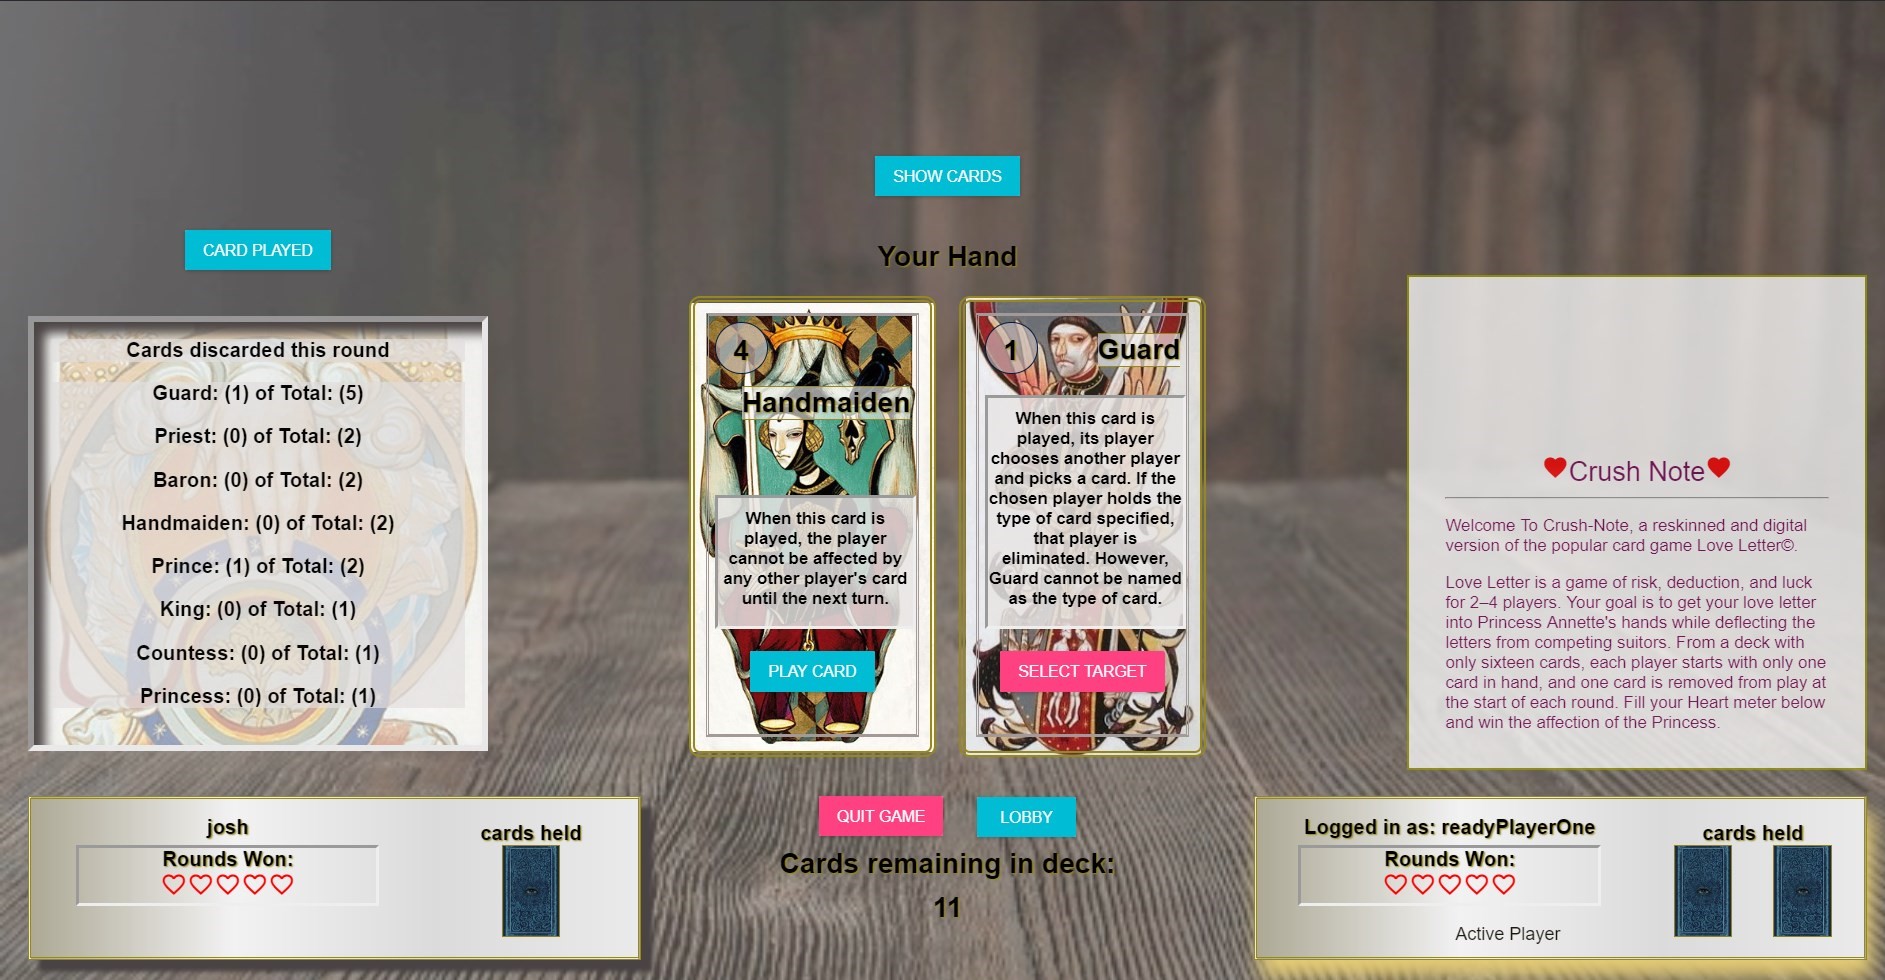 SHOW CARDS
CARD PLAYED
Your Hand
Cards discarded this round
Guard: (1) of Total: (5)
Priest: (0) of Total: (2)
Baron: (0) of Total: (2)
Handmaiden: (0) of Total: (2)
Prince: (1) of Total: (2)
King: (0) of Total: (1)
Countess: (0) of Total: (1)
Princess: (0) of Total: (1)
4
Handmaiden
When this card is
played, the player
cannot be affected by
any other player's card
until the next turn.
PLAY CARD
1
Guard
When this card is
played, its player
chooses another player
and picks a card. If the
chosen player holds the
type of card specified,
that player is
eliminated. However,
Guard cannot be named
as the type of card.
SELECT TARGET
Crush Note
Welcome To Crush-Note, a reskinned and digital
version of the popular card game Love Letter©.
Love Letter is a game of risk, deduction, and luck
for 2–4 players. Your goal is to get your love letter
into Princess Annette's hands while deflecting the
letters from competing suitors. From a deck with
only sixteen cards, each player starts with only one
card in hand, and one card is removed from play at
the start of each round. Fill your Heart meter below
and win the affection of the Princess.
josh
Rounds Won:
cards held
QUIT GAME
LOBBY
Cards remaining in deck:
11
Logged in as: readyPlayerOne
Rounds Won:
Active Player
cards held